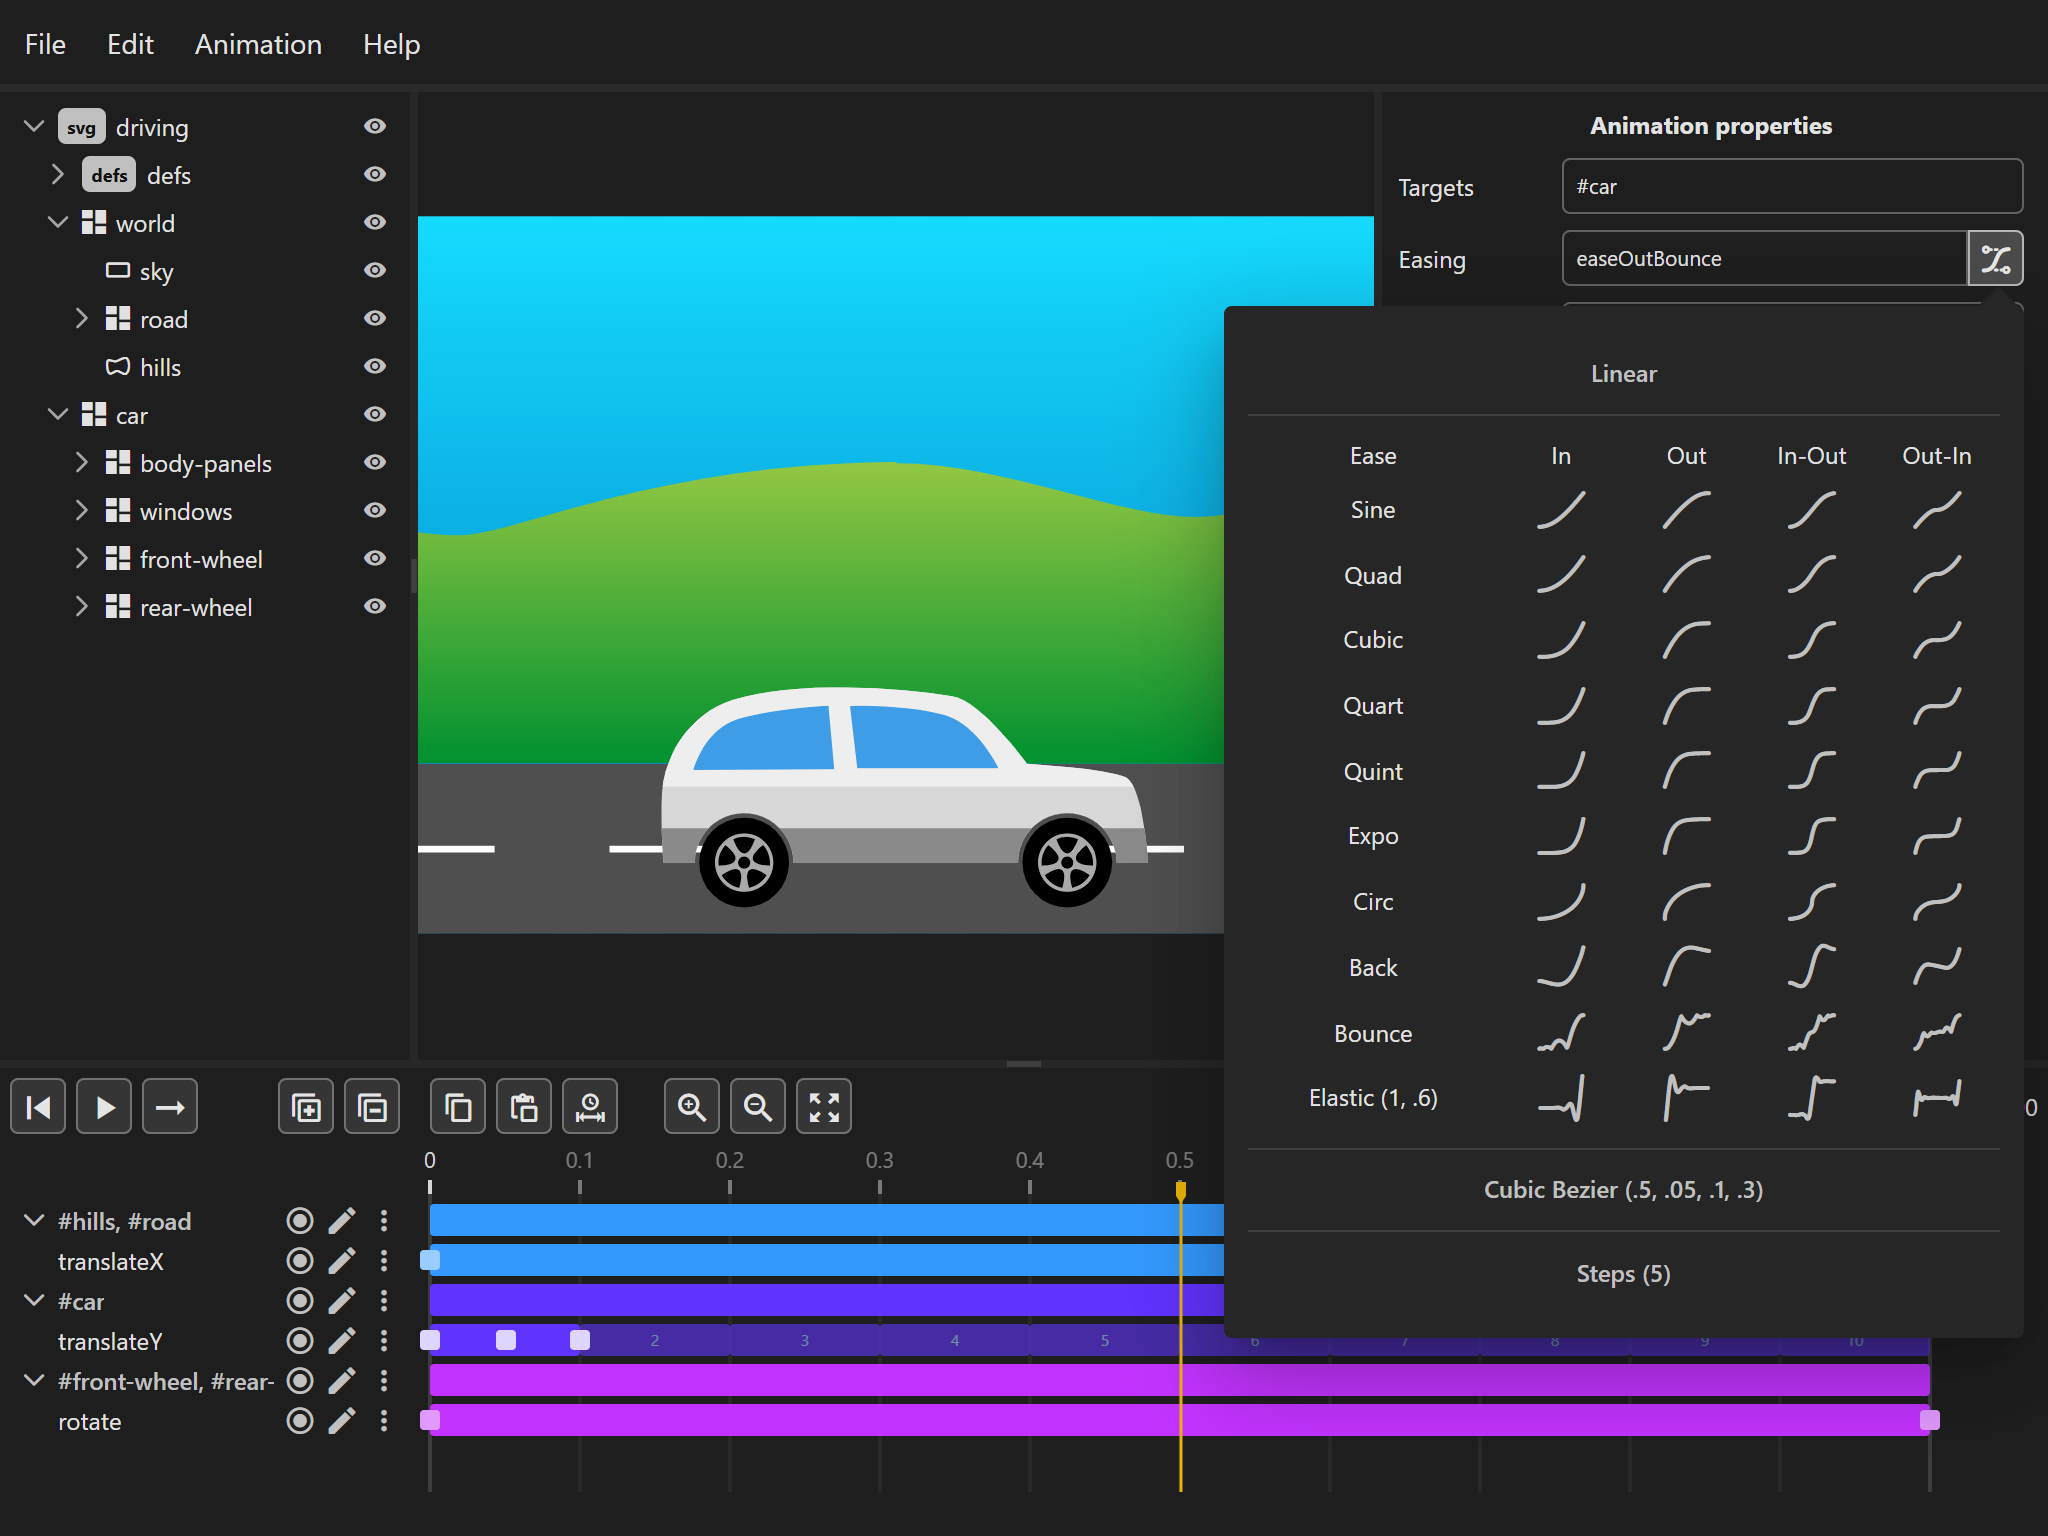 File Edit Animation Help
svg driving
defs defs
world
sky
road
hills
car
body-panels
windows
front-wheel
rear-wheel
Animation properties
Targets #car
Easing easeOutBounce
Linear
Ease In Out In-Out Out-In
Sine
Quad
Cubic
Quart
Quint
Expo
Circ
Back
Bounce
Elastic (1, .6)
Cubic Bezier (.5, .05, .1, .3)
Steps (5)
0
0 0.1 0.2 0.3 0.4 0.5
#hills, #road
translateX
#car
translateY 2 3 4 5 6 7 8 9 10
#front-wheel, #rear-
rotate